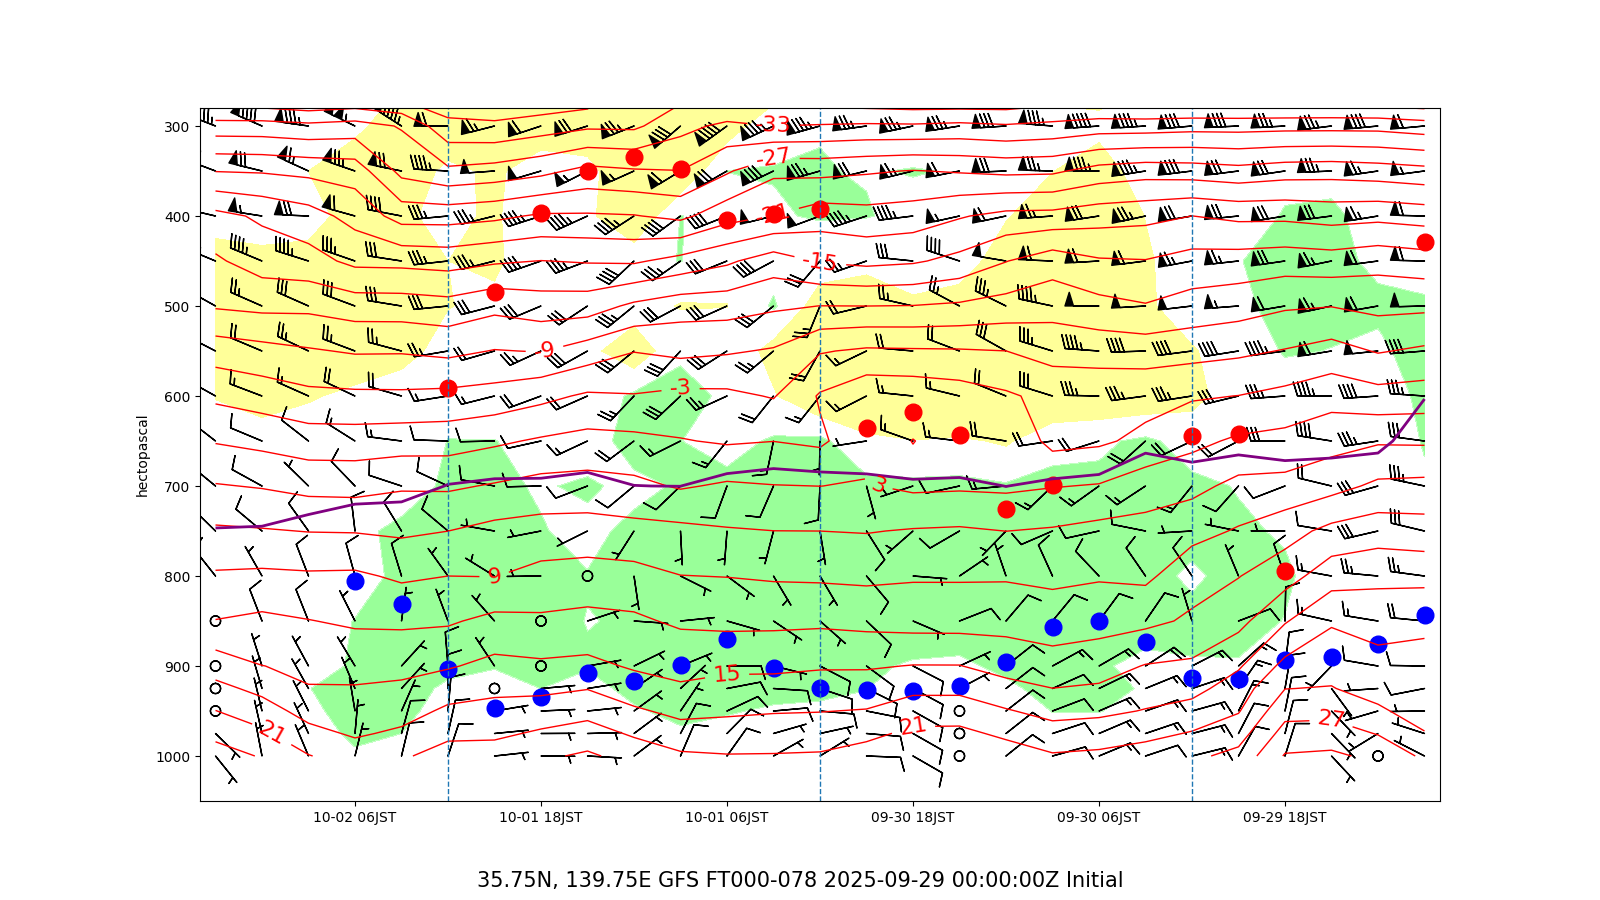 300
400
500
600
700
800
900
1000
hectopascal
-33
-27
-21
-15
-9
-3
3
9
15
21
21
27
10-02 06JST
10-01 18JST
10-01 06JST
09-30 18JST
09-30 06JST
09-29 18JST
35.75N, 139.75E GFS FT000-078 2025-09-29 00:00:00Z Initial